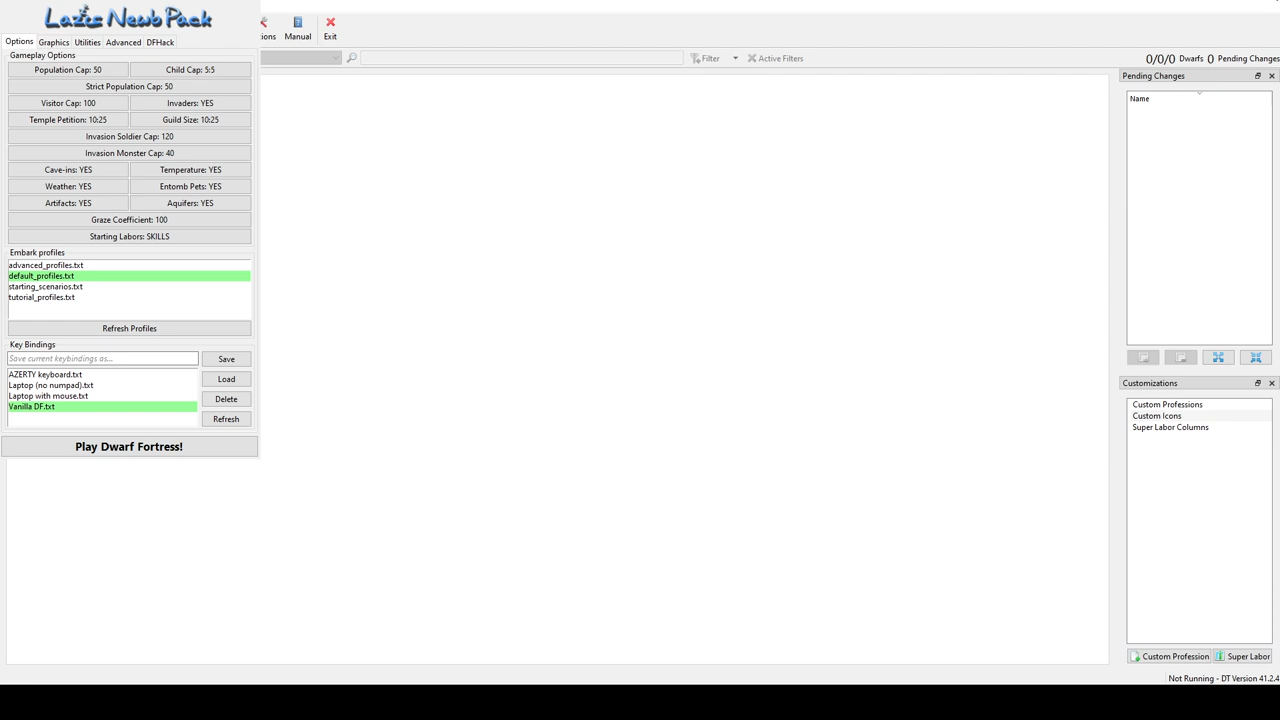 Lazis Newb Pack
Options Graphics Utilities Advanced DFHack
Gameplay Options
Population Cap: 50 Child Cap: 5:5
Strict Population Cap: 50
Visitor Cap: 100 Invaders: YES
Temple Petition: 10:25 Guild Size: 10:25
Invasion Soldier Cap: 120
Invasion Monster Cap: 40
Cave-ins: YES Temperature: YES
Weather: YES Entomb Pets: YES
Artifacts: YES Aquifers: YES
Graze Coefficient: 100
Starting Labors: SKILLS
Embark profiles
advanced_profiles.txt
default_profiles.txt
starting_scenarios.txt
tutorial_profiles.txt
Refresh Profiles
Key Bindings
Save current keybindings as... Save
AZERTY keyboard.txt
Laptop (no numpad).txt
Laptop with mouse.txt
Vanilla DF.txt
Load
Delete
Refresh
Play Dwarf Fortress!
ions Manual Exit
Filter Active Filters 0/0/0 Dwarfs 0 Pending Changes
Pending Changes
Name
Customizations
Custom Professions
Custom Icons
Super Labor Columns
Custom Profession Super Labor
Not Running - DT Version 41.2.4